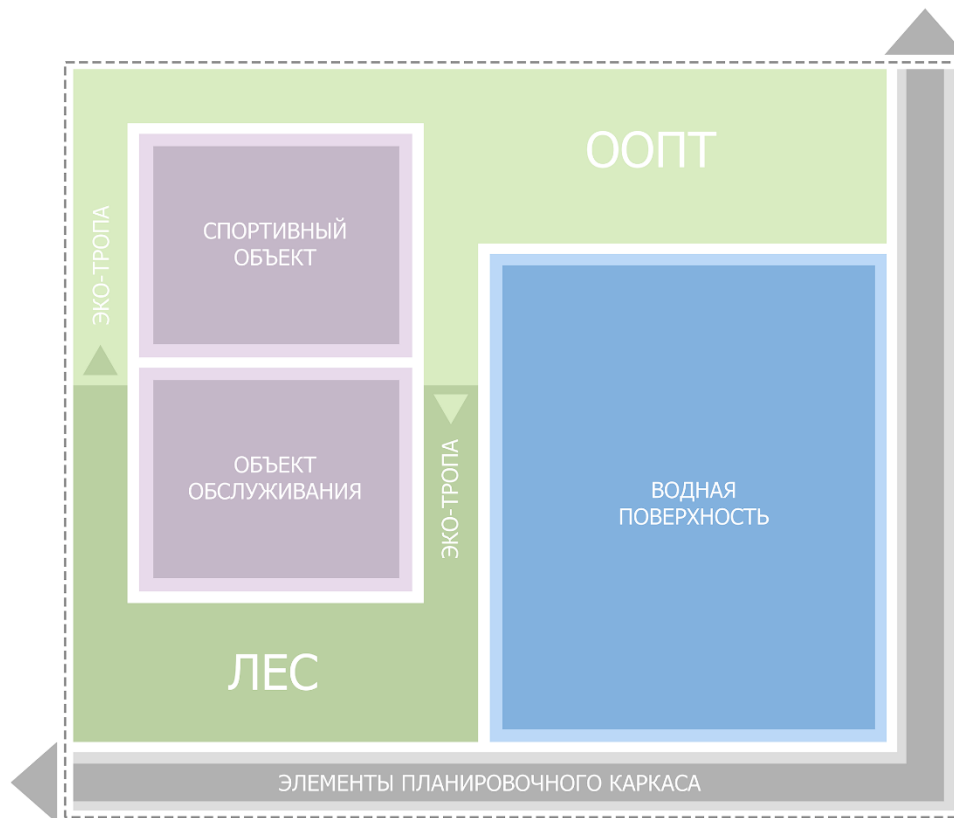 ООПТ
СПОРТИВНЫЙ
ОБЪЕКТ
ЭКО-ТРОПА
ОБЪЕКТ
ОБСЛУЖИВАНИЯ
ЭКО-ТРОПА
ВОДНАЯ
ПОВЕРХНОСТЬ
ЛЕС
ЭЛЕМЕНТЫ ПЛАНИРОВОЧНОГО КАРКАСА